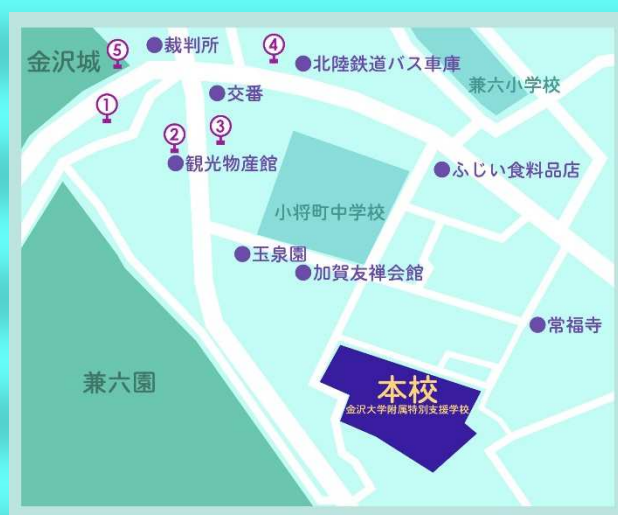 金沢城
⑤
●裁判所
④
●北陸鉄道バス車庫
兼六小学校
①
●交番
②
③
●観光物産館
●ふじい食料品店
小将町中学校
●玉泉園
●加賀友禅会館
●常福寺
兼六園
本校
金沢大学附属特別支援学校